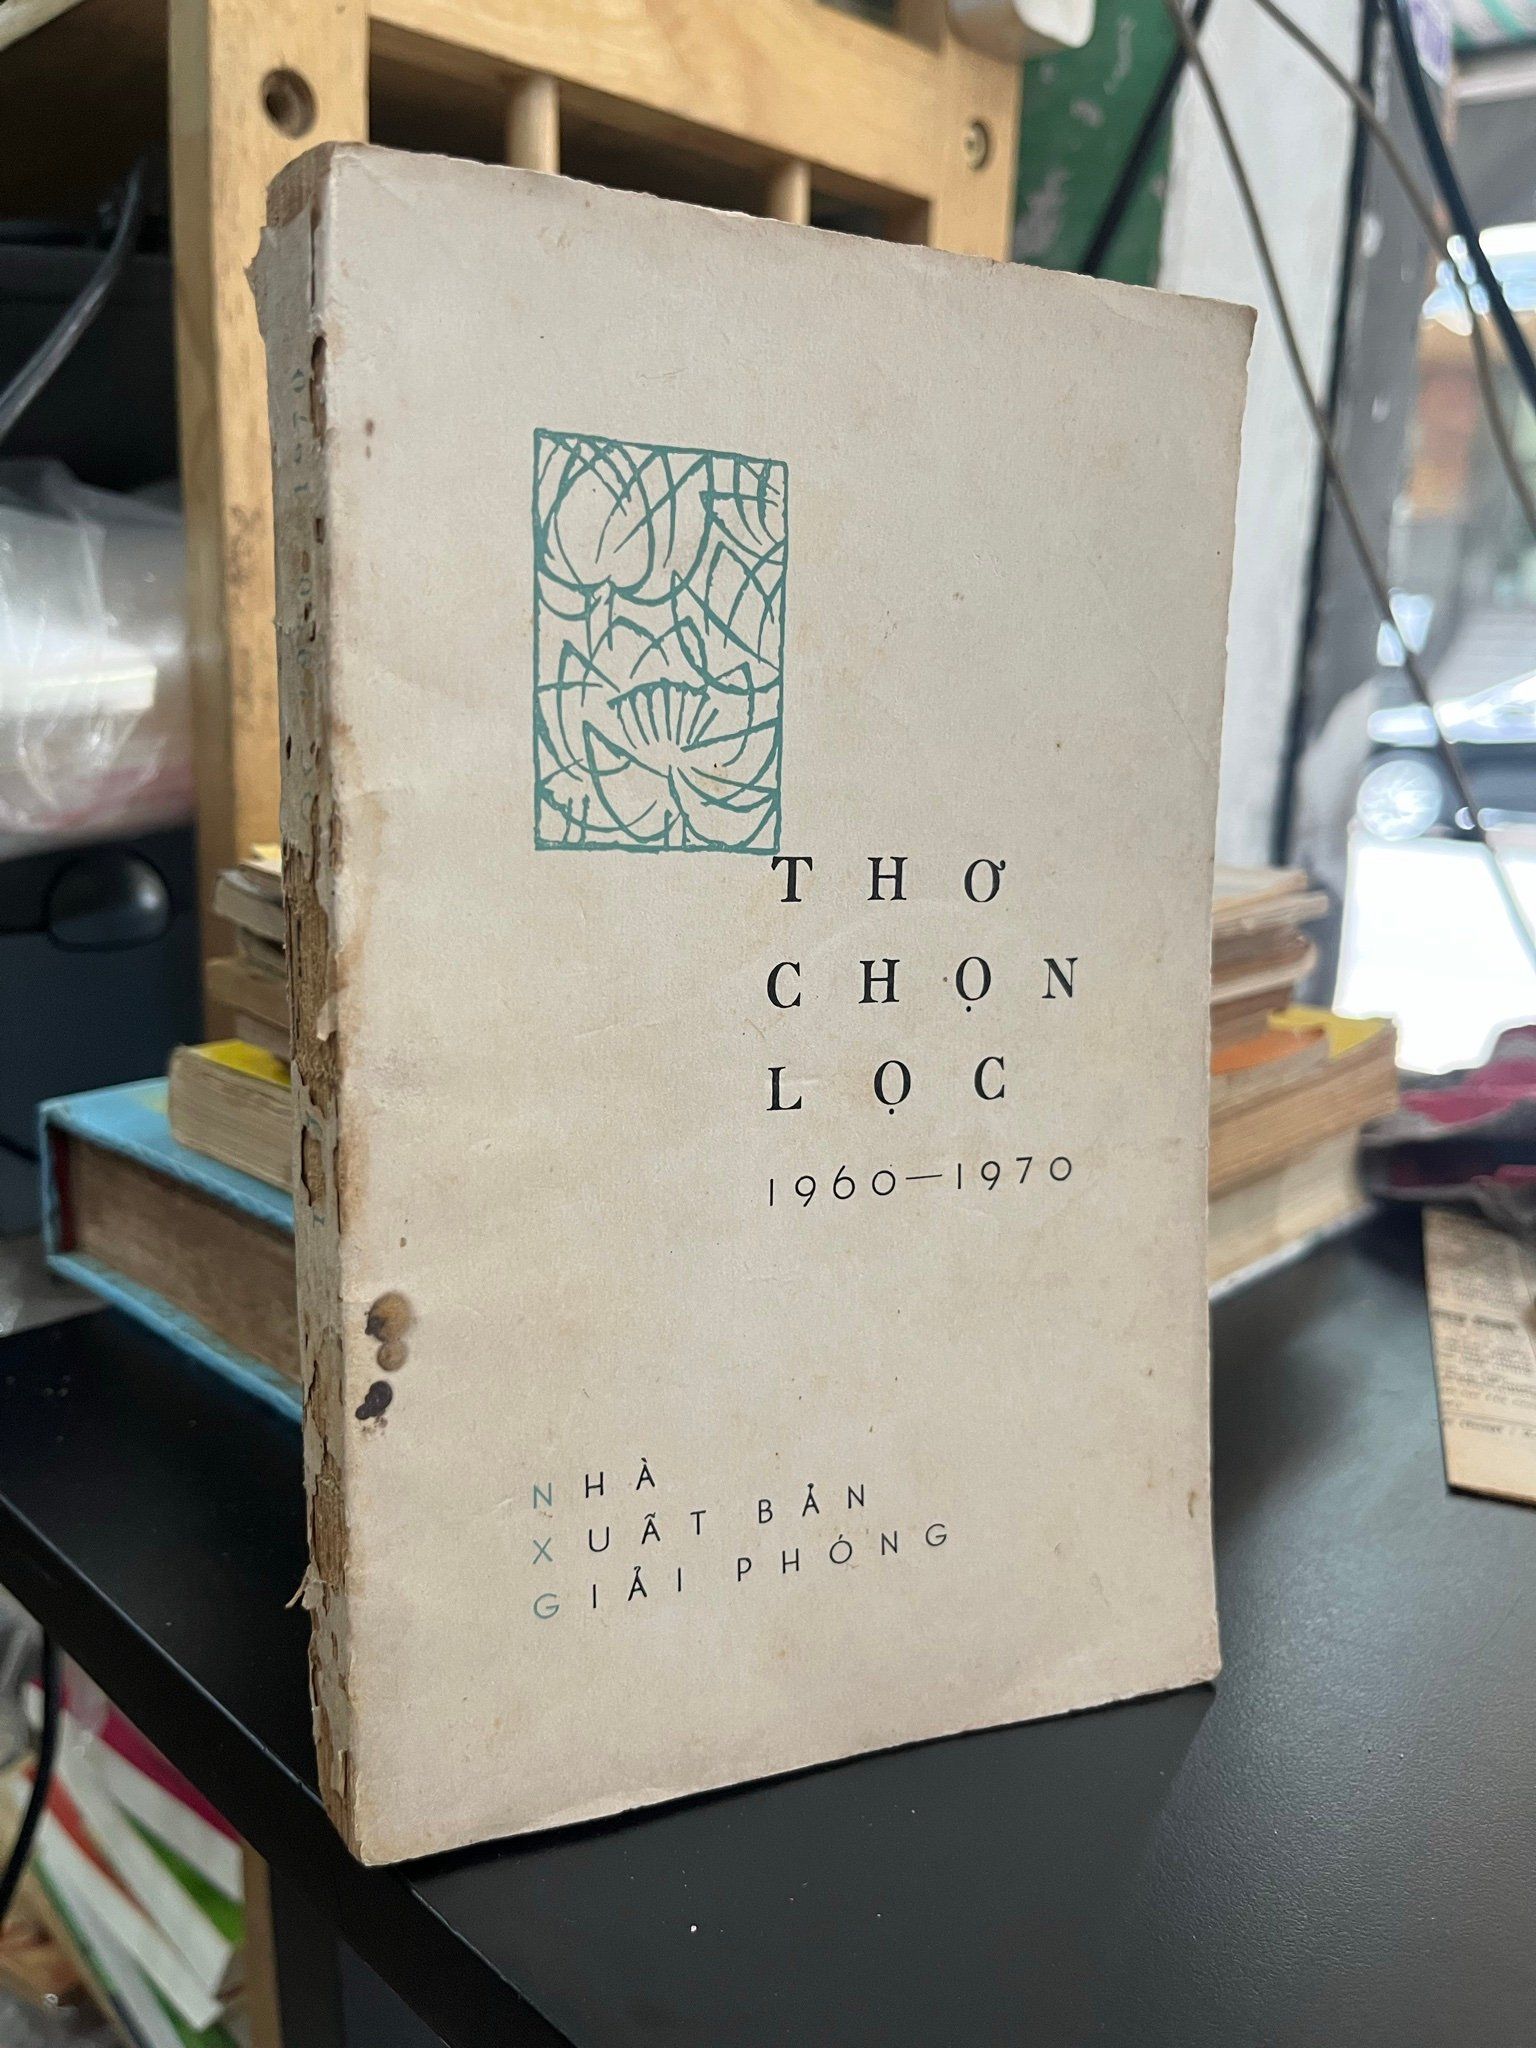 THƠ
CHỌN
LỌC
1960—1970
NHÀ
XUẤT BẢN
GIẢI PHÓNG